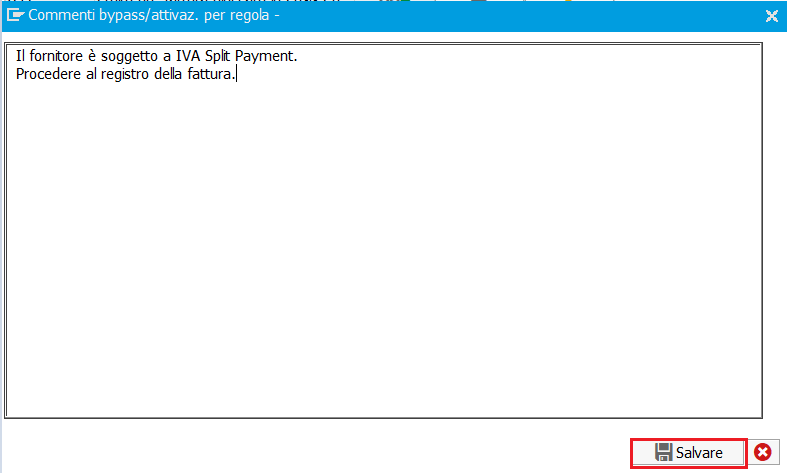 Commenti bypass/attivaz. per regola -
Il fornitore è soggetto a IVA Split Payment.
Procedere al registro della fattura.
Salvare